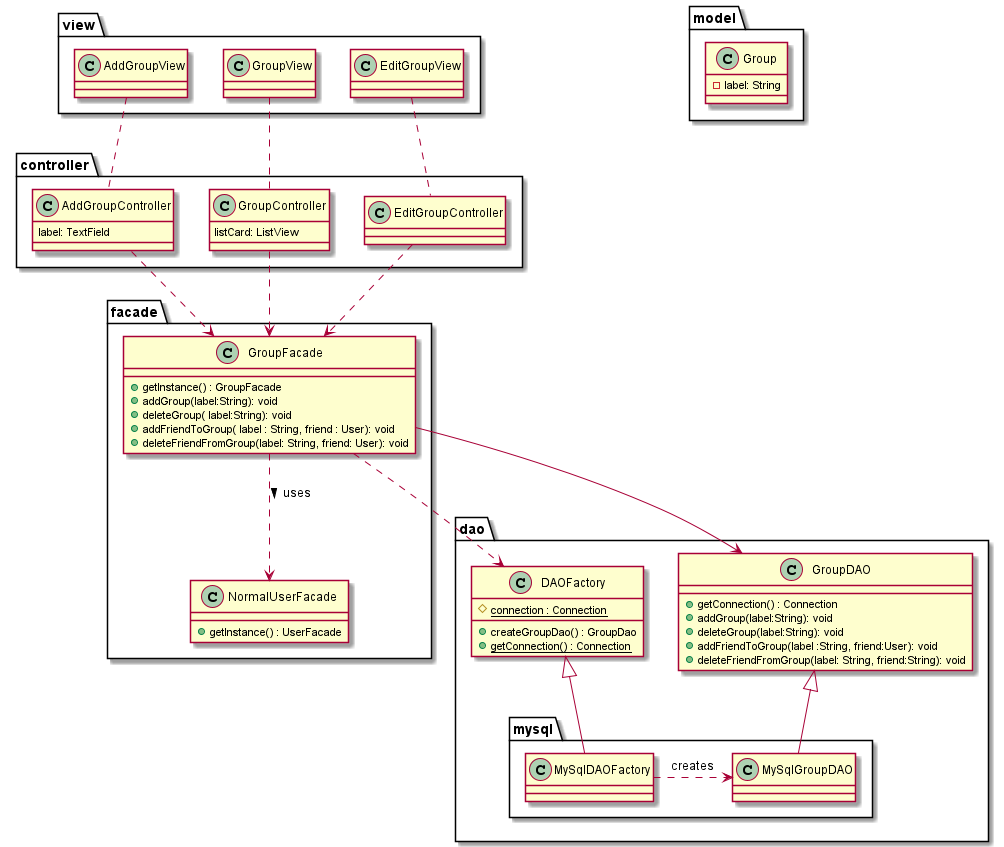 view
C AddGroupView
C GroupView
C EditGroupView
model
C Group
label: String
controller
C AddGroupController
label: TextField
C GroupController
listCard: ListView
C EditGroupController
facade
C GroupFacade
getInstance() : GroupFacade
addGroup(label:String): void
deleteGroup( label:String): void
addFriendToGroup( label : String, friend : User): void
deleteFriendFromGroup(label: String, friend: User): void
uses
C NormalUserFacade
getInstance() : UserFacade
dao
C DAOFactory
connection : Connection
createGroupDao() : GroupDao
getConnection() : Connection
C GroupDAO
getConnection() : Connection
addGroup(label:String): void
deleteGroup(label:String): void
addFriendToGroup(label :String, friend:User): void
deleteFriendFromGroup(label: String, friend:String): void
mysql
C MySqlDAOFactory
creates
C MySqlGroupDAO